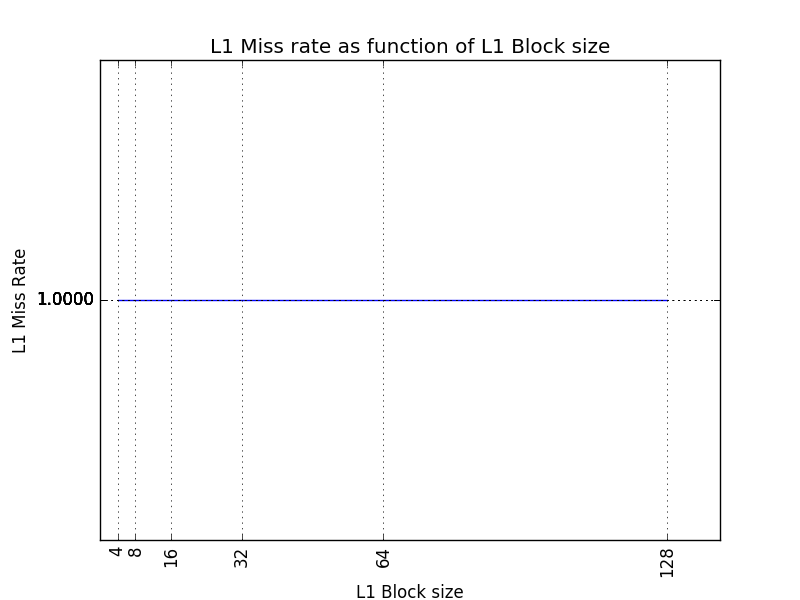 L1 Miss rate as function of L1 Block size
L1 Miss Rate
1.0000
4 8 16 32 64 128
L1 Block size